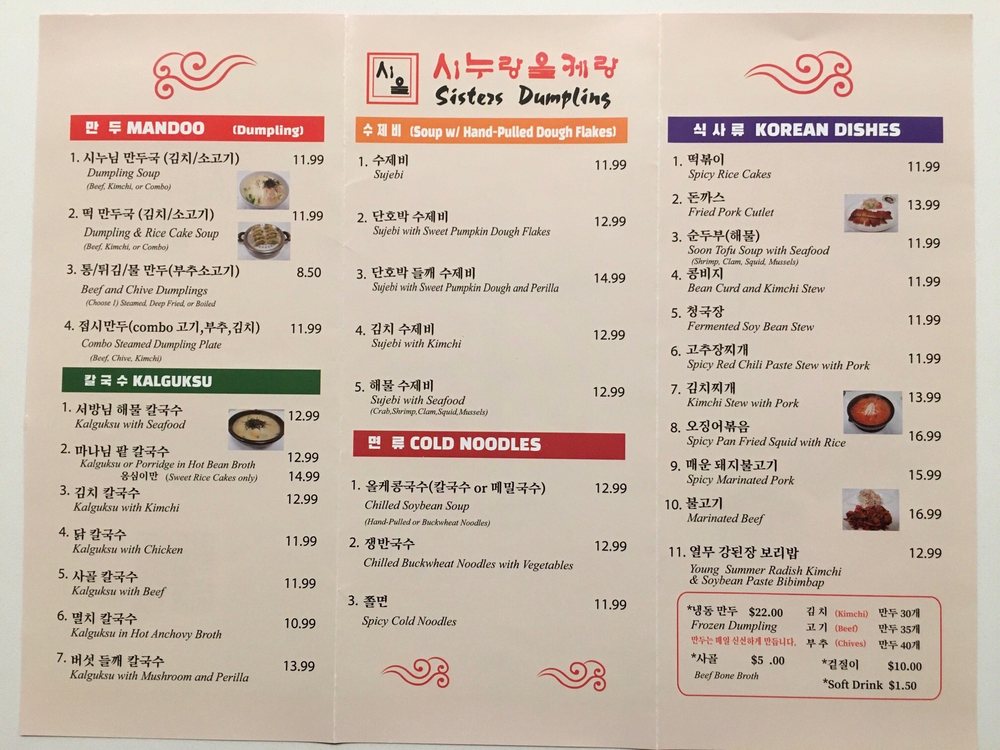 만 두 MANDOO (Dumpling)
1. 시누님 만두국 (김치/소고기) 11.99
Dumpling Soup
(Beef, Kimchi, or Combo)
2. 떡 만두국 (김치/소고기) 11.99
Dumpling & Rice Cake Soup
(Beef, Kimchi, or Combo)
3. 통/튀김/물 만두(부추소고기) 8.50
Beef and Chive Dumplings
(Choose 1) Steamed, Deep Fried, or Boiled
4. 접시만두(combo 고기,부추,김치) 11.99
Combo Steamed Dumpling Plate
(Beef, Chive, Kimchi)
칼국수 KALGUKSU
1. 서방님 해물 칼국수 12.99
Kalguksu with Seafood
2. 마나님 팥 칼국수 12.99
Kalguksu or Porridge in Hot Bean Broth
옹심이만 (Sweet Rice Cakes only) 14.99
3. 김치 칼국수 12.99
Kalguksu with Kimchi
4. 닭 칼국수 11.99
Kalguksu with Chicken
5. 사골 칼국수 11.99
Kalguksu with Beef
6. 멸치 칼국수 10.99
Kalguksu in Hot Anchovy Broth
7. 버섯 들깨 칼국수 13.99
Kalguksu with Mushroom and Perilla
시올
시누랑올케랑
Sisters Dumpling
수제비 (Soup w/ Hand-Pulled Dough Flakes)
1. 수제비 11.99
Sujebi
2. 단호박 수제비 12.99
Sujebi with Sweet Pumpkin Dough Flakes
3. 단호박 들깨 수제비 14.99
Sujebi with Sweet Pumpkin Dough and Perilla
4. 김치 수제비 12.99
Sujebi with Kimchi
5. 해물 수제비 12.99
Sujebi with Seafood
(Crab,Shrimp,Clam,Squid,Mussels)
면 류 COLD NOODLES
1. 올케콩국수(칼국수 or 메밀국수) 12.99
Chilled Soybean Soup
(Hand-Pulled or Buckwheat Noodles)
2. 쟁반국수 12.99
Chilled Buckwheat Noodles with Vegetables
3. 쫄면 11.99
Spicy Cold Noodles
식사류 KOREAN DISHES
1. 떡볶이 11.99
Spicy Rice Cakes
2. 돈까스 13.99
Fried Pork Cutlet
3. 순두부(해물) 11.99
Soon Tofu Soup with Seafood
(Shrimp, Clam, Squid, Mussels)
4. 콩비지 11.99
Bean Curd and Kimchi Stew
5. 청국장 11.99
Fermented Soy Bean Stew
6. 고추장찌개 11.99
Spicy Red Chili Paste Stew with Pork
7. 김치찌개 13.99
Kimchi Stew with Pork
8. 오징어볶음 16.99
Spicy Pan Fried Squid with Rice
9. 매운 돼지불고기 15.99
Spicy Marinated Pork
10. 불고기 16.99
Marinated Beef
11. 열무 강된장 보리밥 12.99
Young Summer Radish Kimchi
& Soybean Paste Bibimbap
*냉동 만두 $22.00 김 치 (Kimchi) 만두 30개
Frozen Dumpling 고 기 (Beef) 만두 35개
만두는 매일 신선하게 만듭니다. 부 추 (Chives) 만두 40개
*사골 $5 .00 *겉절이 $10.00
Beef Bone Broth *Soft Drink $1.50